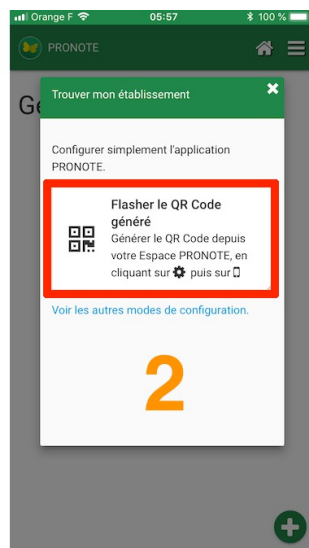 Orange F 05:57 100 %
PRONOTE
Gé
Trouver mon établissement
Configurer simplement l'application
PRONOTE.
Flasher le QR Code
généré
Générer le QR Code depuis
votre Espace PRONOTE, en
cliquant sur puis sur
Voir les autres modes de configuration.
2